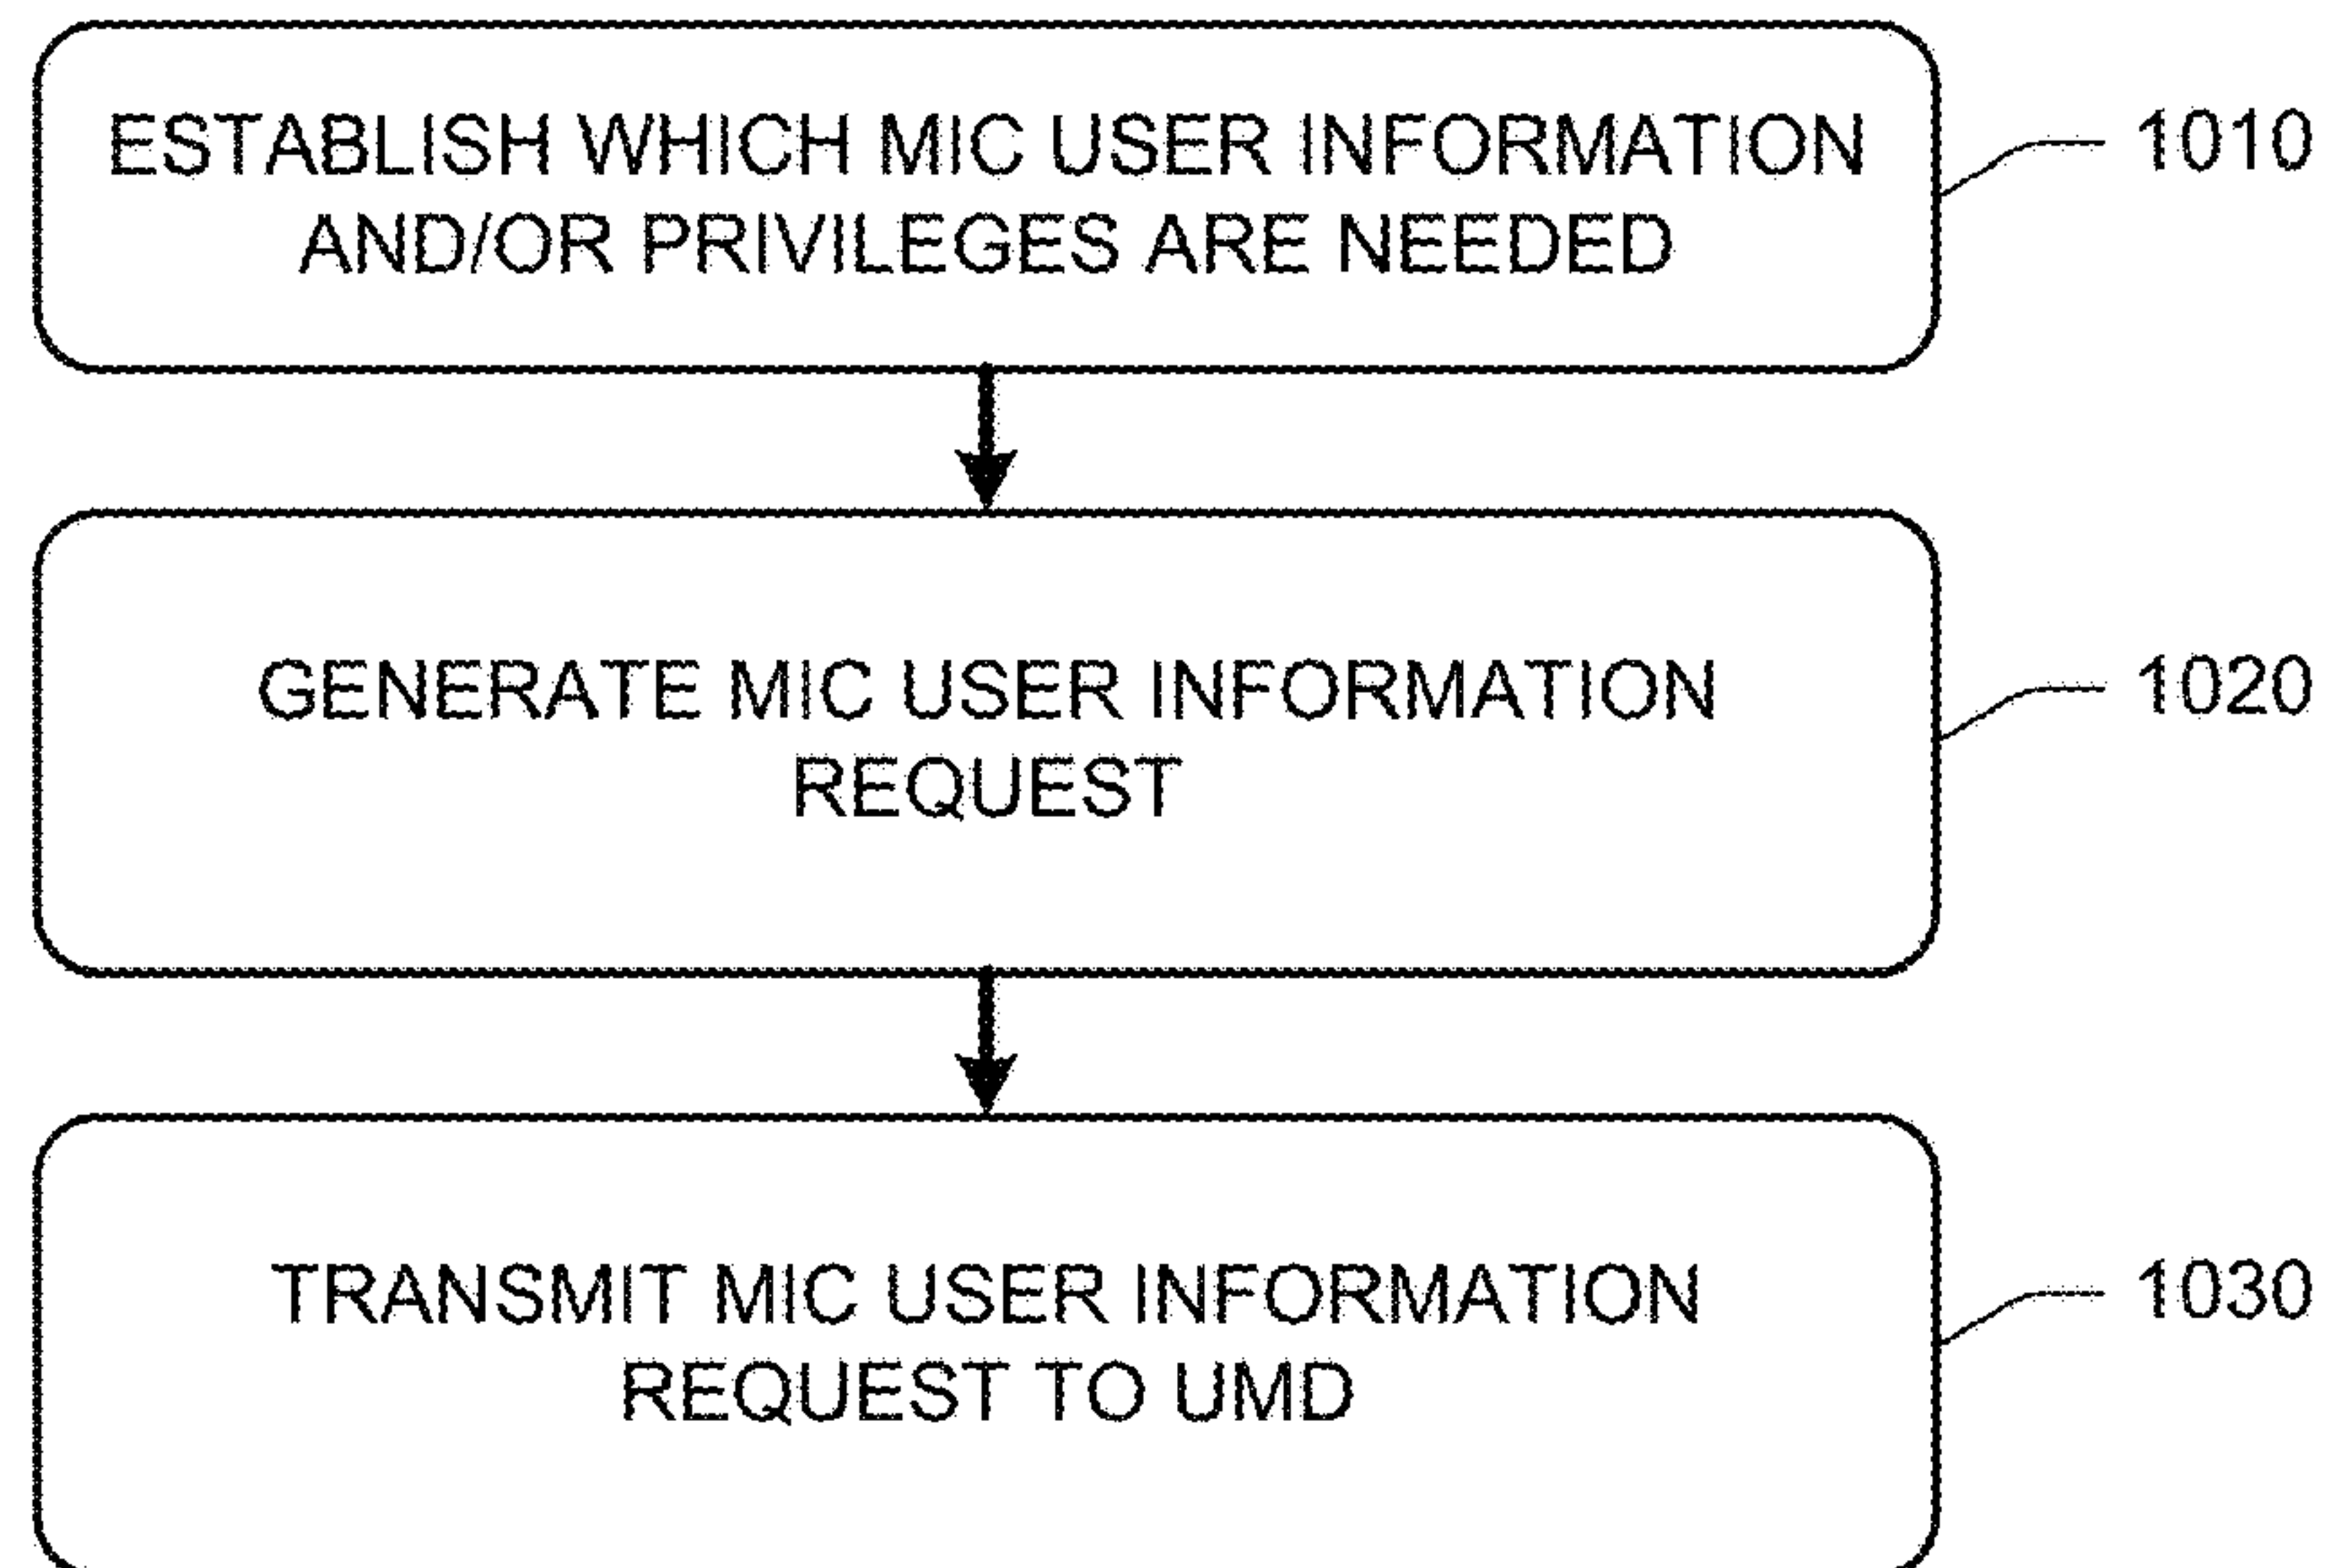 ESTABLISH WHICH MIC USER INFORMATION
AND/OR PRIVILEGES ARE NEEDED
1010
GENERATE MIC USER INFORMATION
REQUEST
1020
TRANSMIT MIC USER INFORMATION
REQUEST TO UMD
1030